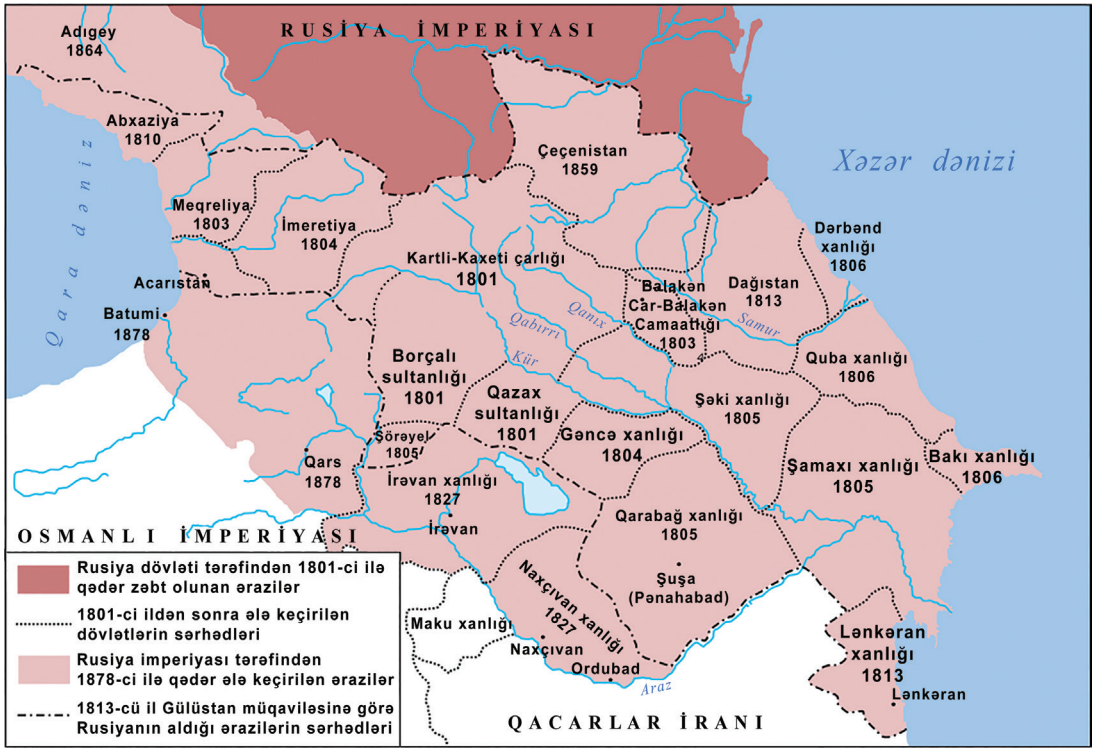 RUSİYA İMPERİYASI
Adıgey
1864
Abxaziya
1810
Qara dəniz
Meqreliya
1803
İmeretiya
1804
Çeçenistan
1859
Xəzər dənizi
Kartli-Kaxeti çarlığı
1801
Dərbənd
xanlığı
1806
Dağıstan
1813
Balakən
Car-Balakən
Camaatlığı
1803
Samur
Acarıstan
Batumi
1878
Qanıx
Qabırrı
Kür
Borçalı
sultanlığı
1801
Qazax
sultanlığı
1801
Quba xanlığı
1806
Şəki xanlığı
1805
Gəncə xanlığı
1804
Şörəyel
1805
Qars
1878
İrəvan xanlığı
1827
İrəvan
Şamaxı xanlığı
1805
Bakı xanlığı
1806
Qarabağ xanlığı
1805
Şuşa
(Pənahabad)
OSMANLI İMPERİYASI
Naxçıvan xanlığı
1827
Maku xanlığı
Naxçıvan
Ordubad
Araz
Lənkəran
xanlığı
1813
Lənkəran
QACARLAR İRANI
Rusiya dövləti tərəfindən 1801-ci ilə
qədər zəbt olunan ərazilər
1801-ci ildən sonra ələ keçirilən
dövlətlərin sərhədləri
Rusiya imperiyası tərəfindən
1878-ci ilə qədər ələ keçirilən ərazilər
1813-cü il Gülüstan müqaviləsinə görə
Rusiyanın aldığı ərazilərin sərhədləri